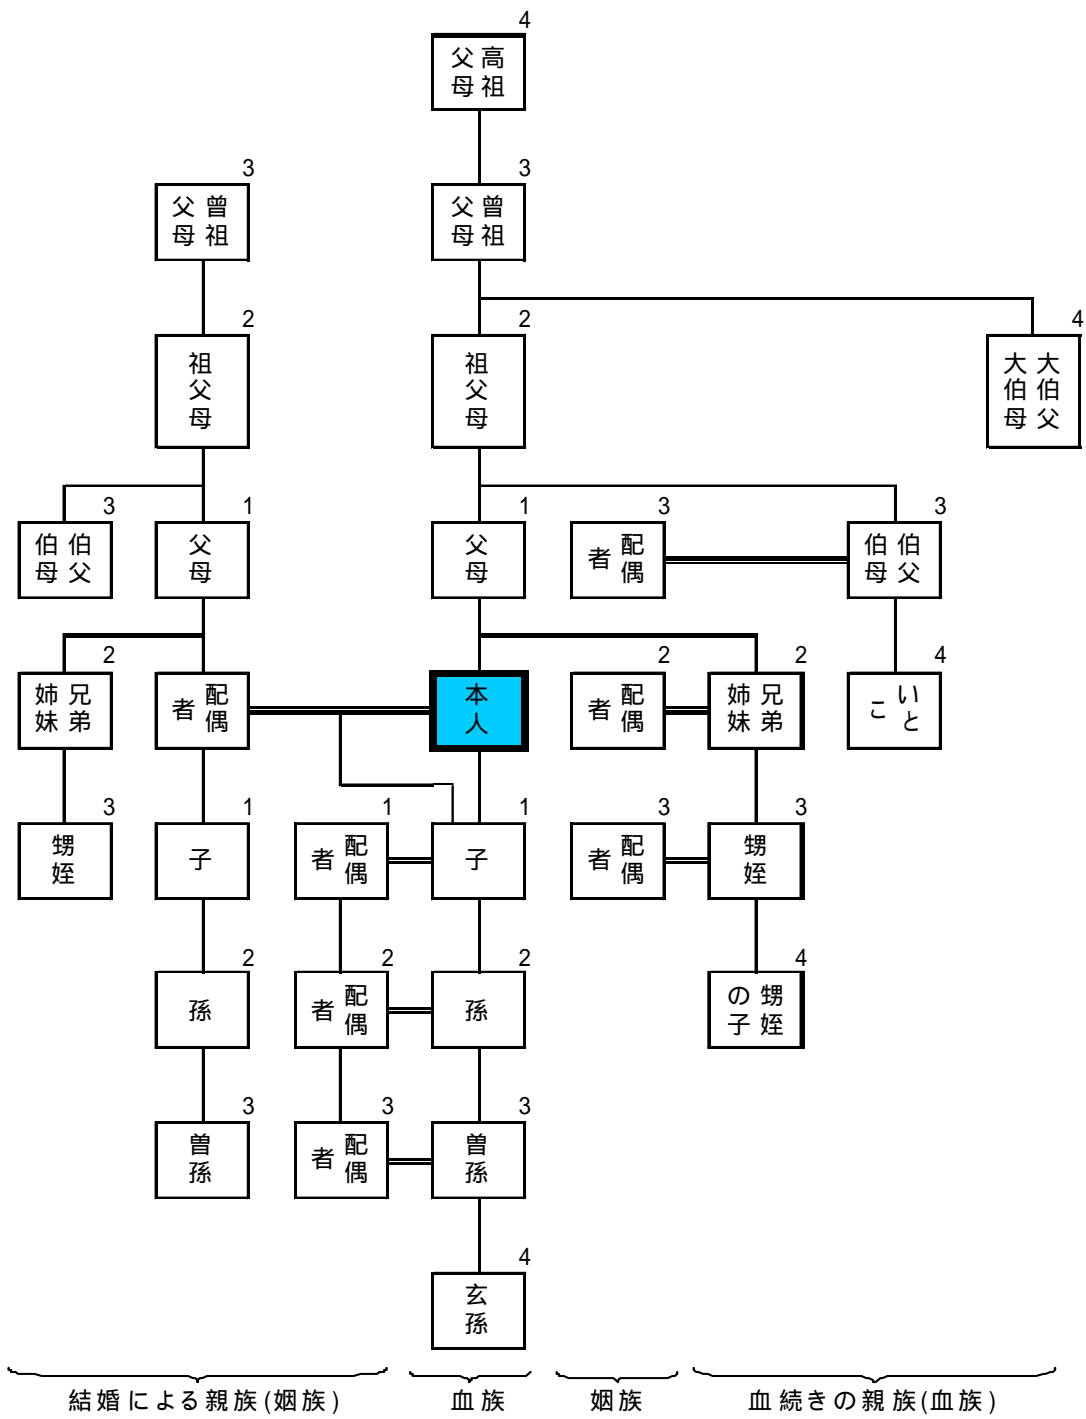 4
高祖
父母
3
曾祖
父母
3
曾祖
父母
2
祖父母
2
祖父母
4
大伯父
大伯母
3
伯父
伯母
1
父母
1
父母
3
配偶
者
3
伯父
伯母
2
兄弟
姉妹
配偶
者
本人
2
配偶
者
2
兄弟
姉妹
4
いと
こ
3
甥姪
1
子
1
配偶
者
1
子
3
配偶
者
3
甥姪
2
孫
2
配偶
者
2
孫
4
甥姪
の子
3
曽孫
3
配偶
者
3
曽孫
4
玄孫
結婚による親族(姻族)
血族
姻族
血続きの親族(血族)